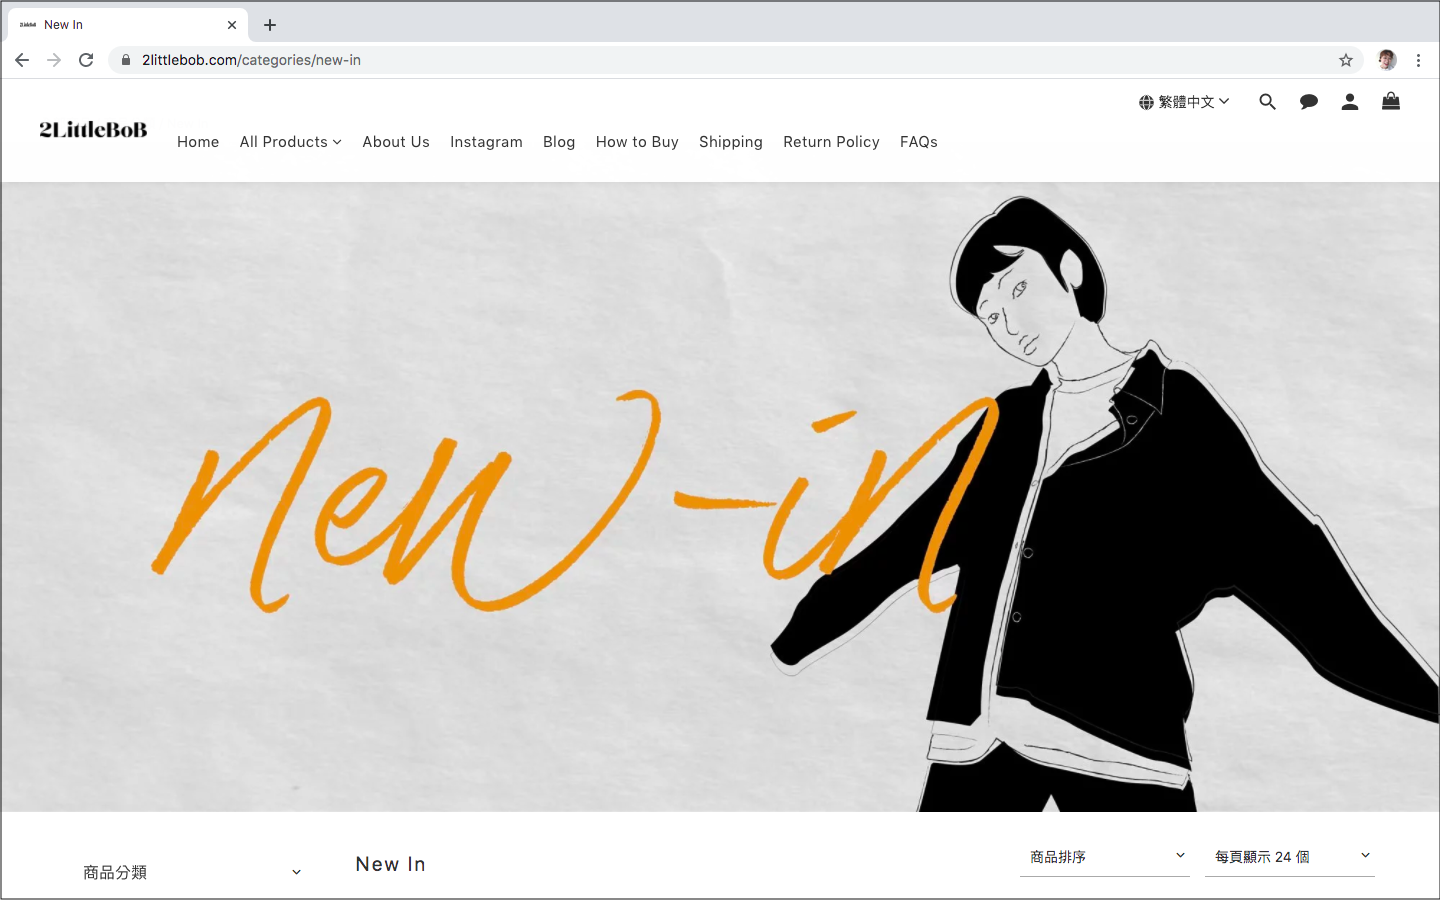 New In
2littlebob.com/categories/new-in
繁體中文
2LittleBoB
Home All Products About Us Instagram Blog How to Buy Shipping Return Policy FAQs
new-in
商品分類
New In
商品排序
每頁顯示 24 個